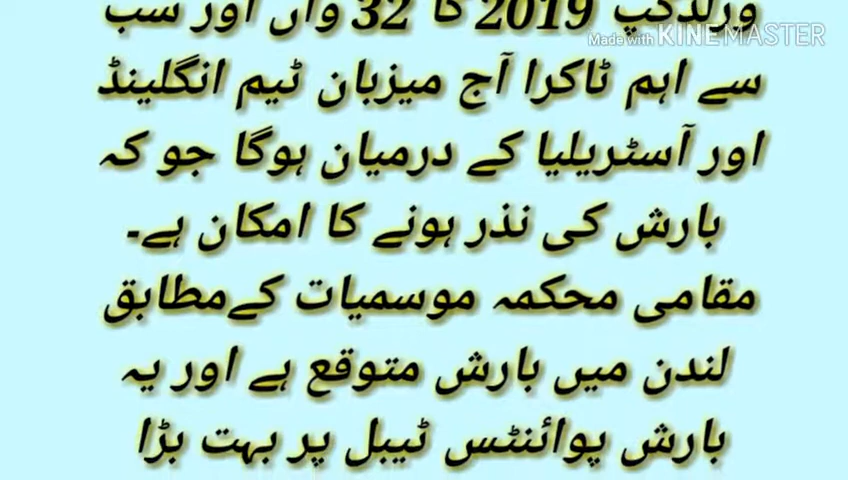 ورلڈکپ 2019 کا 32 واں اور سب
Made with KINEMASTER
سے اہم ٹاکرا آج میزبان ٹیم انگلینڈ
اور آسٹریلیا کے درمیان ہوگا جو کہ
بارش کی نذر ہونے کا امکان ہے۔
مقامی محکمہ موسمیات کےمطابق
لندن میں بارش متوقع ہے اور یہ
بارش پوائنٹس ٹیبل پر بہت بڑا